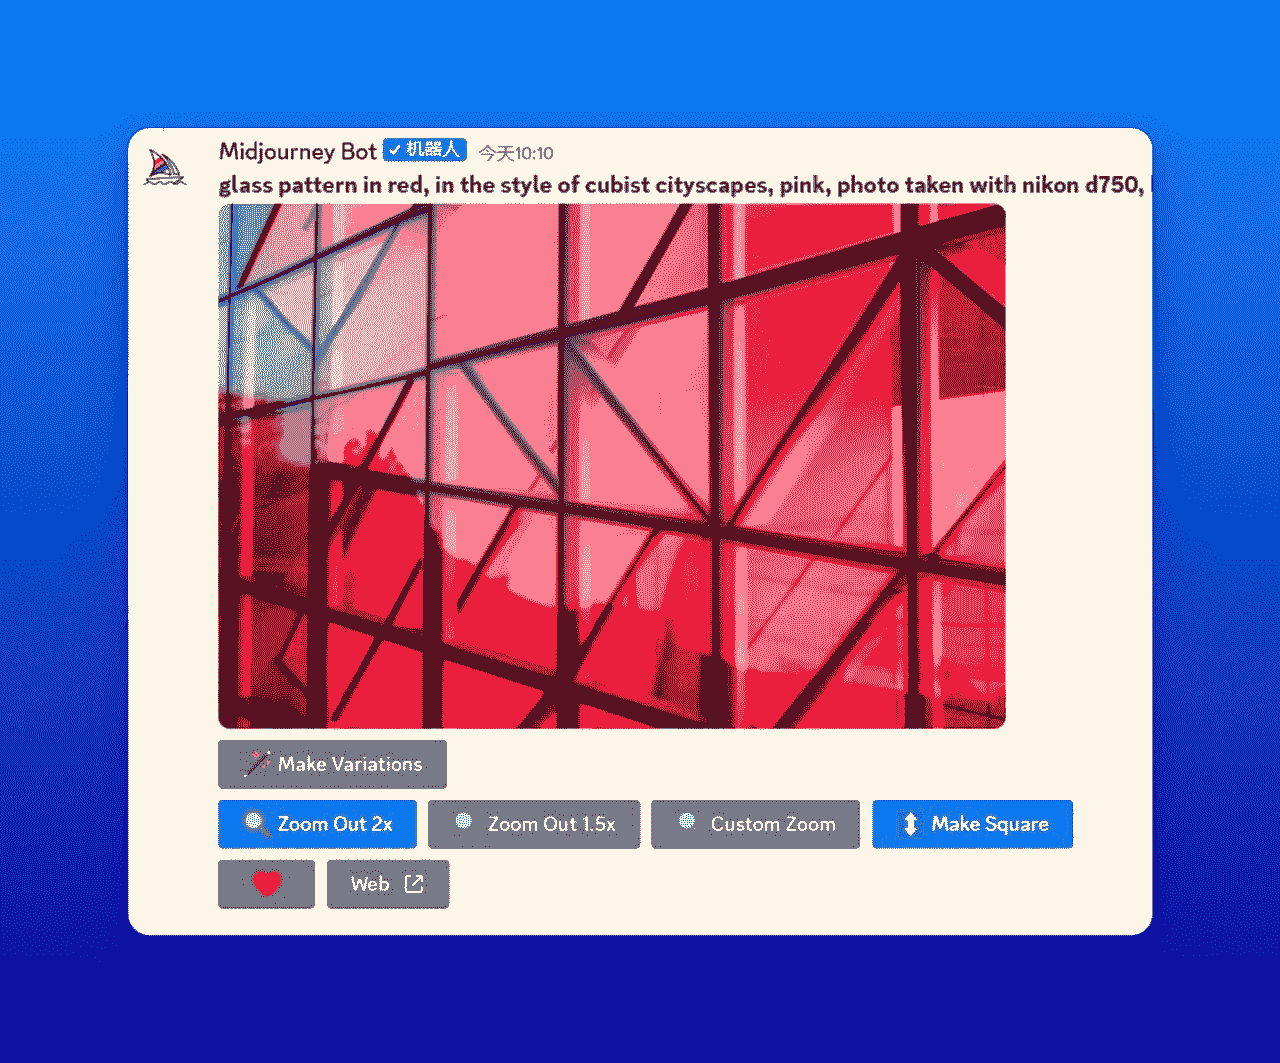 Midjourney Bot ✓ 机器人 今天10:10
glass pattern in red, in the style of cubist cityscapes, pink, photo taken with nikon d750,
Make Variations
Zoom Out 2x Zoom Out 1.5x Custom Zoom Make Square
Web